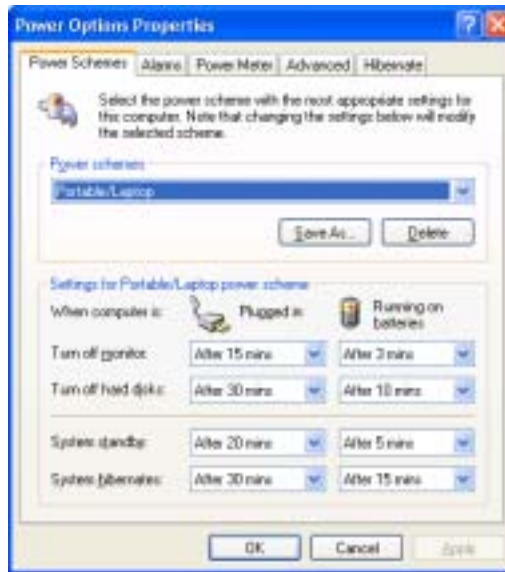 Power Options Properties
Power Schemes Alarms Power Meter Advanced Hibernate
Select the power scheme with the most appropriate settings for
this computer. Note that changing the settings below will modify
the selected scheme.
Power schemes
Portable/Laptop
Save As... Delete
Settings for Portable/Laptop power scheme
When computer is: Plugged in Running on
batteries
Turn off monitor: After 15 mins After 3 mins
Turn off hard disks: After 30 mins After 10 mins
System standby: After 20 mins After 5 mins
System hibernates: After 30 mins After 15 mins
OK Cancel Apply